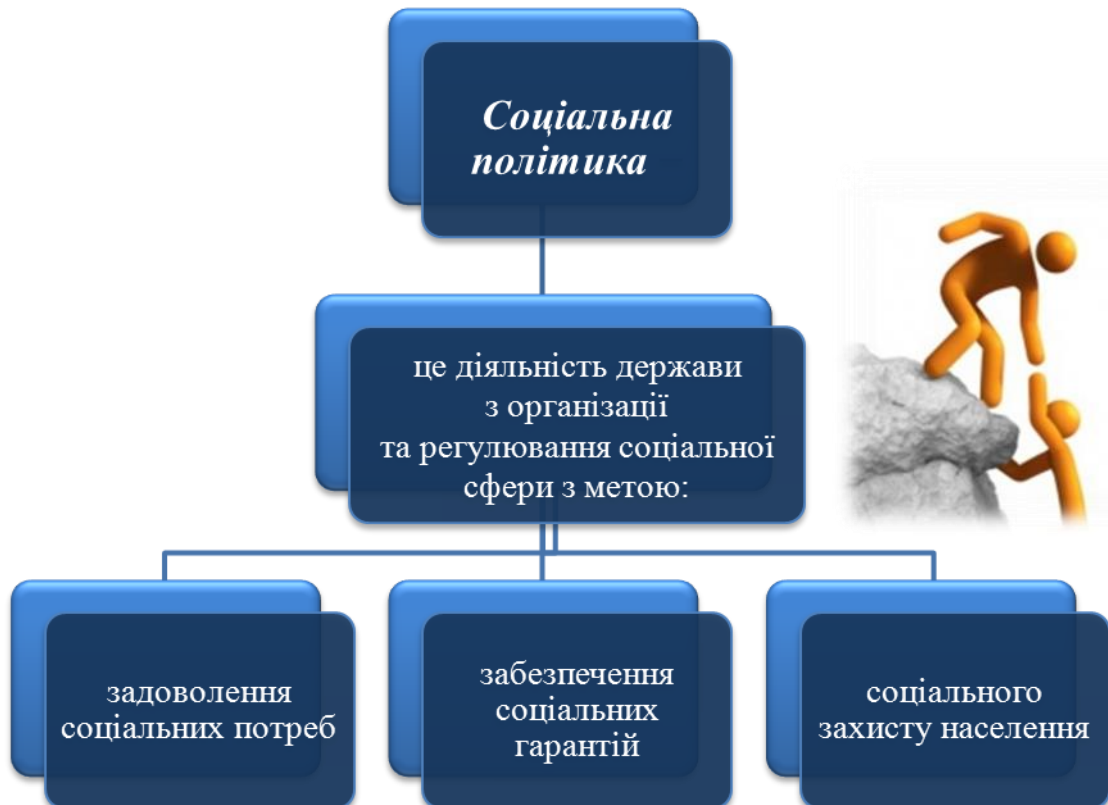 Соціальна
політика
це діяльність держави
з організації
та регулювання соціальної
сфери з метою:
задоволення
соціальних потреб
забезпечення
соціальних
гарантій
соціального
захисту населення